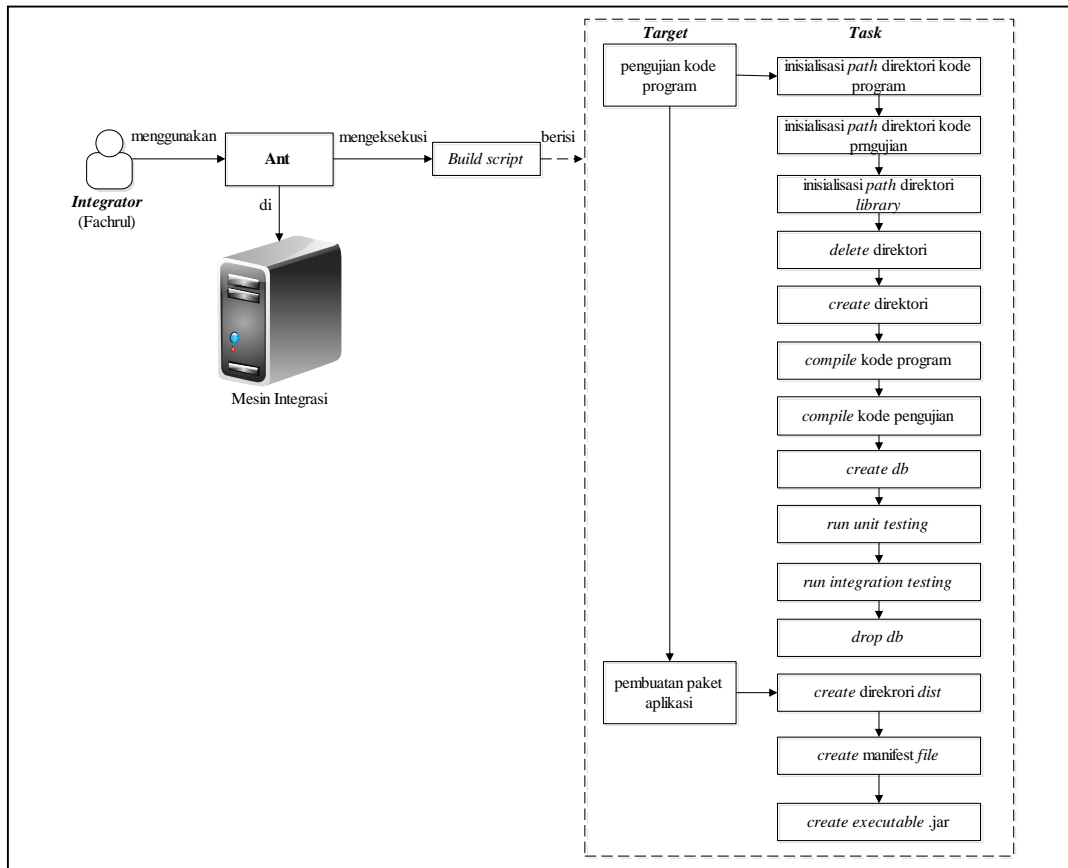 Target
Task
pengujian kode
program
inisialisasi path direktori kode
program
inisialisasi path direktori kode
prngujian
inisialisasi path direktori
library
delete direktori
create direktori
compile kode program
compile kode pengujian
create db
run unit testing
run integration testing
drop db
menggunakan
Ant
mengeksekusi
Build script
berisi
Integrator
(Fachrul)
di
Mesin Integrasi
pembuatan paket
aplikasi
create direkrori dist
create manifest file
create executable .jar